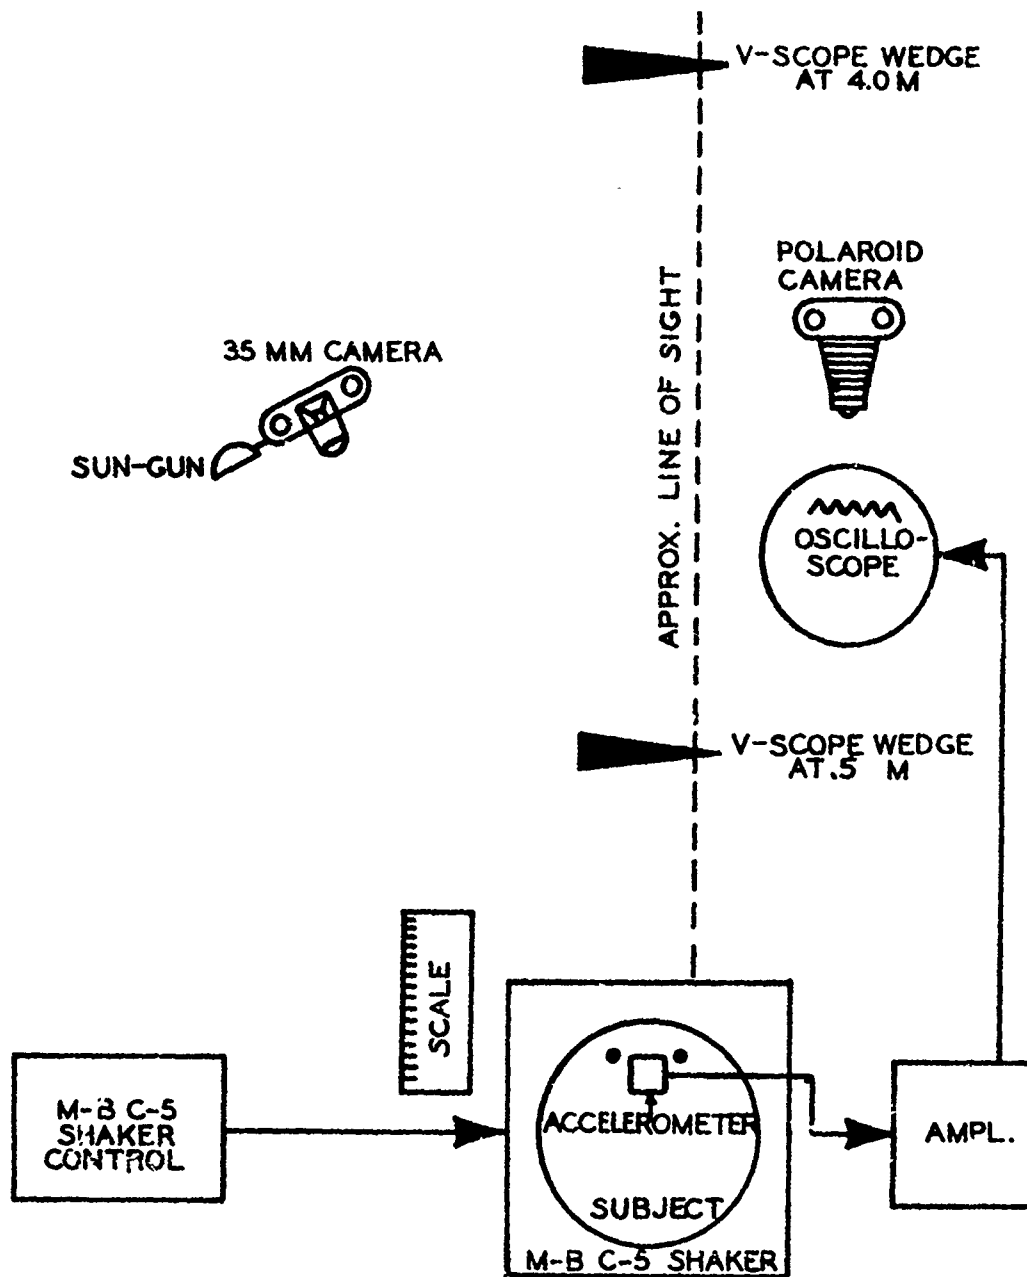 V-SCOPE WEDGE
AT 4.0 M
POLAROID
CAMERA
35 MM CAMERA
SUN-GUN
APPROX. LINE OF SIGHT
OSCILLO-
SCOPE
V-SCOPE WEDGE
AT .5 M
SCALE
M-B C-5
SHAKER
CONTROL
ACCELEROMETER
SUBJECT
M-B C-5 SHAKER
AMPL.